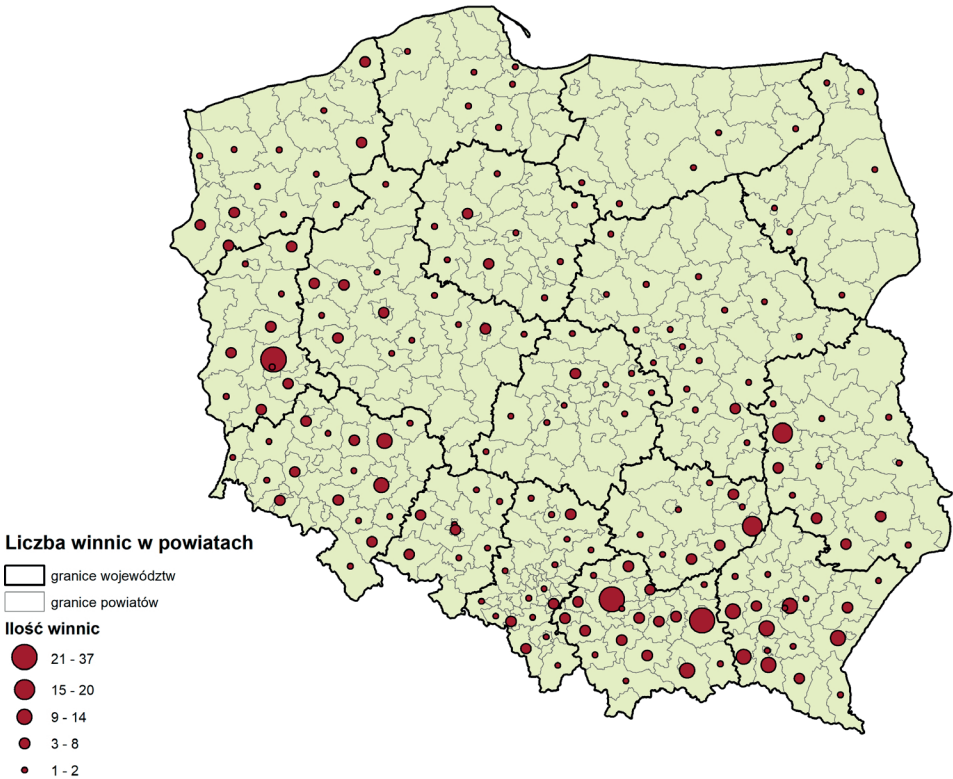 Liczba winnic w powiatach
granice województw
granice powiatów
Ilość winnic
21 - 37
15 - 20
9 - 14
3 - 8
1 - 2